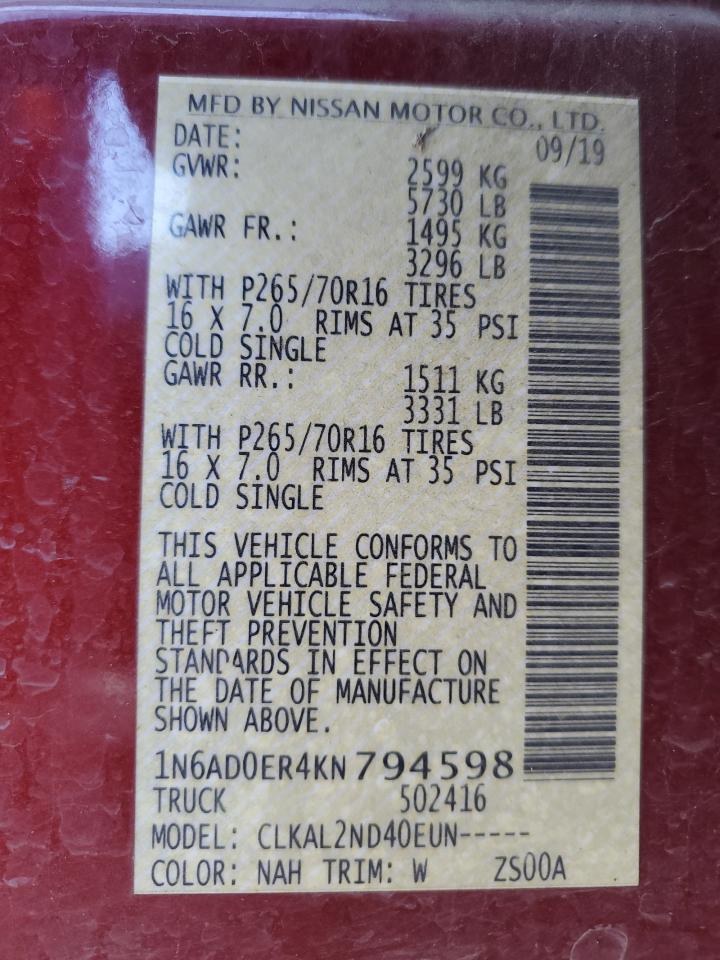 MFD BY NISSAN MOTOR CO., LTD.
DATE: 09/19
GVWR: 2599 KG
5730 LB
GAWR FR.: 1495 KG
3296 LB
WITH P265/70R16 TIRES
16 X 7.0 RIMS AT 35 PSI
COLD SINGLE
GAWR RR.: 1511 KG
3331 LB
WITH P265/70R16 TIRES
16 X 7.0 RIMS AT 35 PSI
COLD SINGLE
THIS VEHICLE CONFORMS TO
ALL APPLICABLE FEDERAL
MOTOR VEHICLE SAFETY AND
THEFT PREVENTION
STANDARDS IN EFFECT ON
THE DATE OF MANUFACTURE
SHOWN ABOVE.
1N6AD0ER4KN794598
TRUCK 502416
MODEL: CLKAL2ND40EUN-----
COLOR: NAH TRIM: W ZS00A